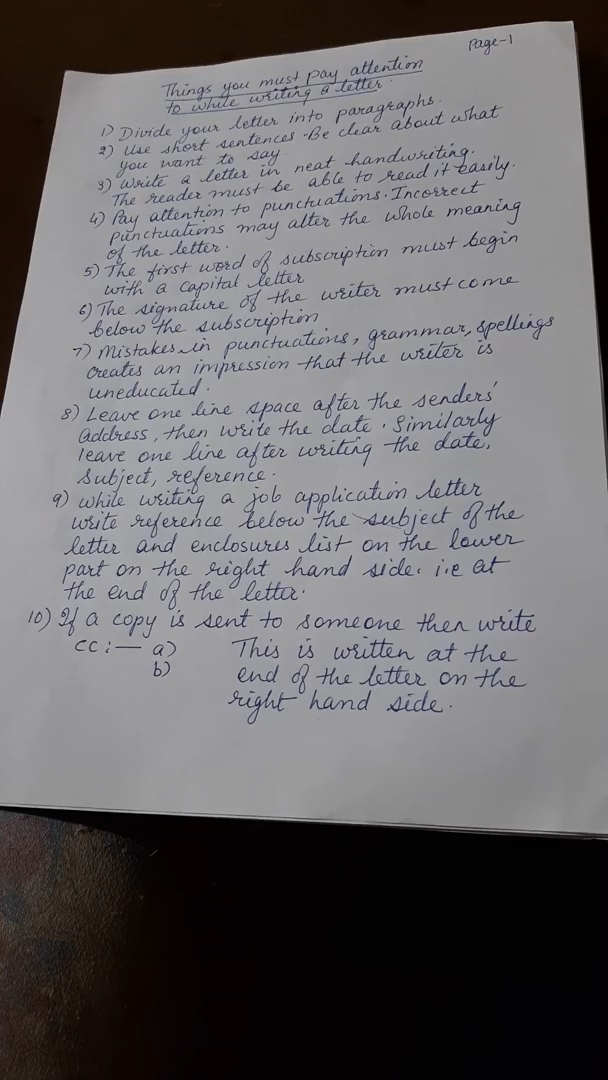 Page-1
Things you must pay attention
to while writing a letter.
1) Divide your letter into paragraphs.
2) Use short sentences - Be clear about what
you want to say.
3) Write a letter in neat handwriting.
The reader must be able to read it easily.
4) Pay attention to punctuations. Incorrect
punctuations may alter the whole meaning
of the letter.
5) The first word of subscription must begin
with a capital letter
6) The signature of the writer must come
below the subscription
7) Mistakes in punctuations, grammar, spellings
creates an impression that the writer is
uneducated.
8) Leave one line space after the senders'
address, then write the date. Similarly
leave one line after writing the date,
subject, reference.
9) while writing a job application letter
write reference below the subject of the
letter and enclosures list on the lower
part on the right hand side. i.e at
the end of the letter.
10) If a copy is sent to someone then write
cc :— a) This is written at the
b) end of the letter on the
right hand side.